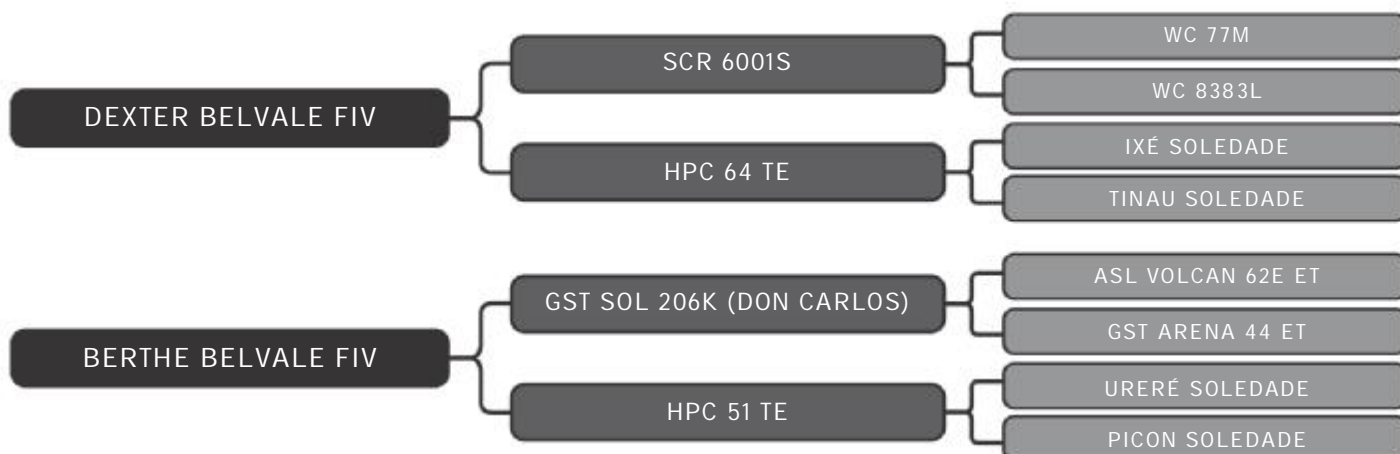 DEXTER BELVALE FIV
SCR 6001S
WC 77M
WC 8383L
HPC 64 TE
IXÉ SOLEDADE
TINAU SOLEDADE
BERTHE BELVALE FIV
GST SOL 206K (DON CARLOS)
ASL VOLCAN 62E ET
GST ARENA 44 ET
HPC 51 TE
URERÉ SOLEDADE
PICON SOLEDADE